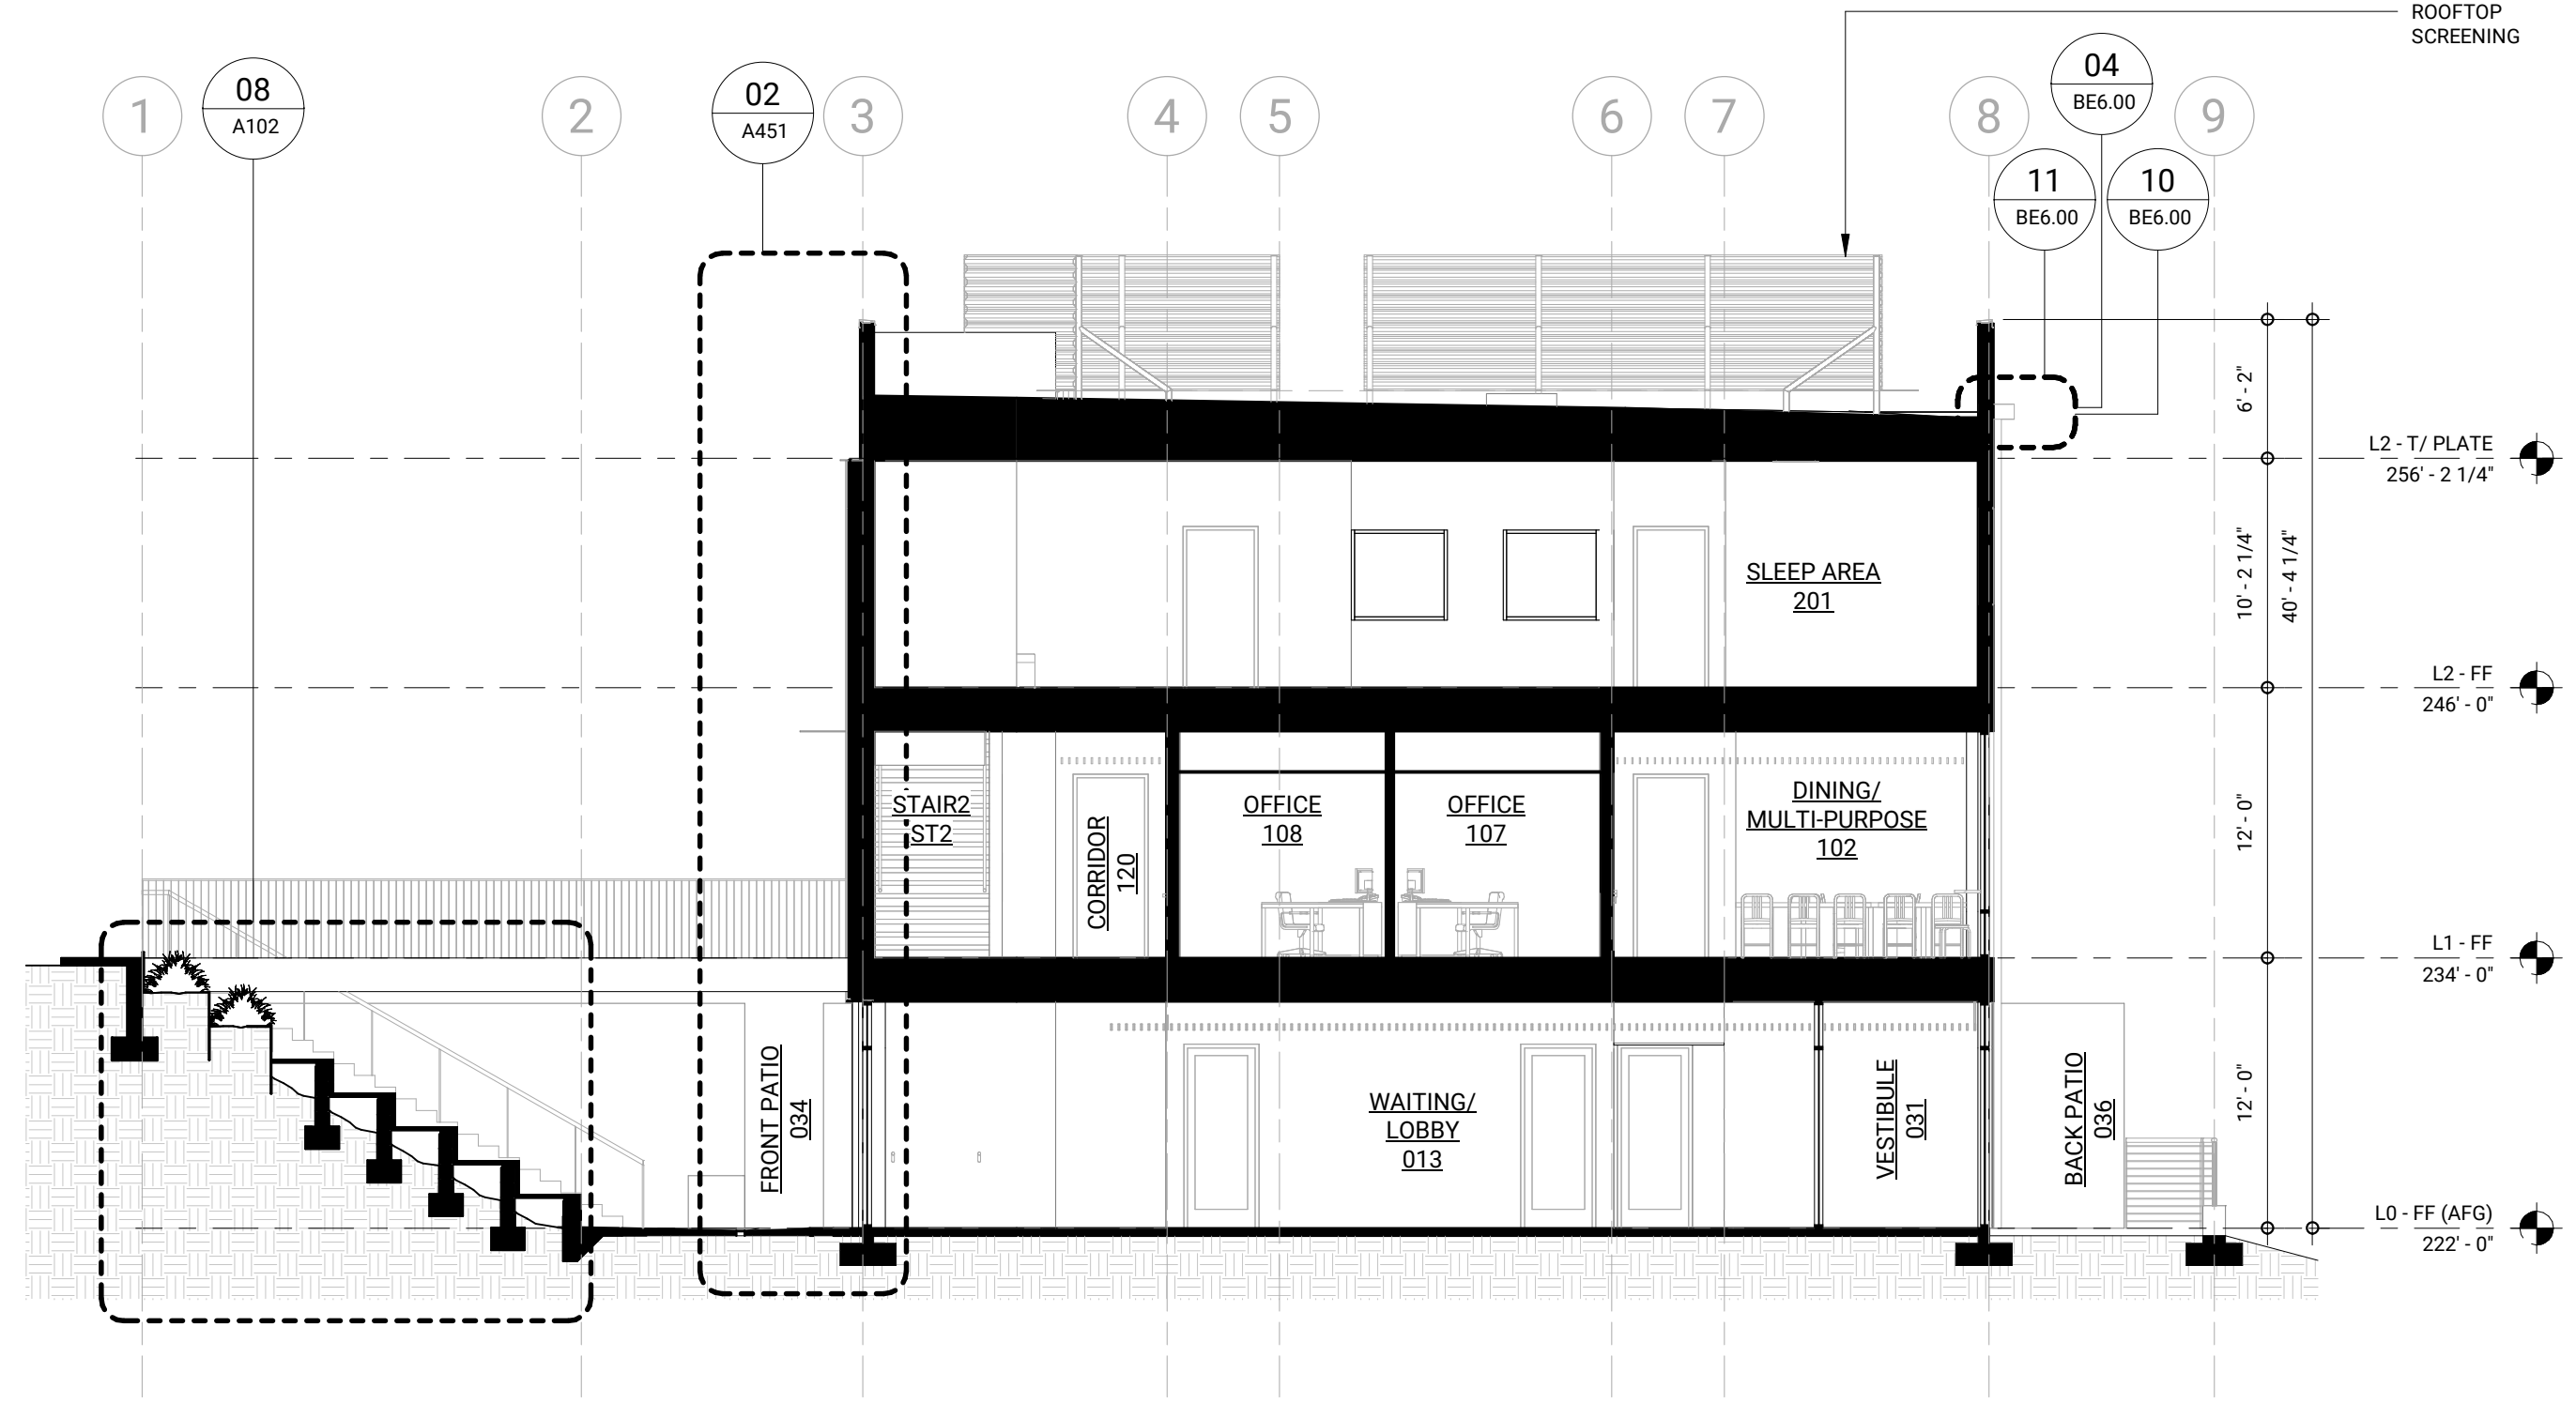 ROOFTOP
SCREENING
1
08
A102
2
02
A451
3
4
5
6
7
8
04
BE6.00
9
11
BE6.00
10
BE6.00
6' - 2"
L2 - T/ PLATE
256' - 2 1/4"
10' - 2 1/4"
40' - 4 1/4"
SLEEP AREA
201
L2 - FF
246' - 0"
STAIR2
ST2
CORRIDOR
120
OFFICE
108
OFFICE
107
DINING/
MULTI-PURPOSE
102
12' - 0"
L1 - FF
234' - 0"
FRONT PATIO
034
WAITING/
LOBBY
013
VESTIBULE
031
BACK PATIO
036
12' - 0"
L0 - FF (AFG)
222' - 0"